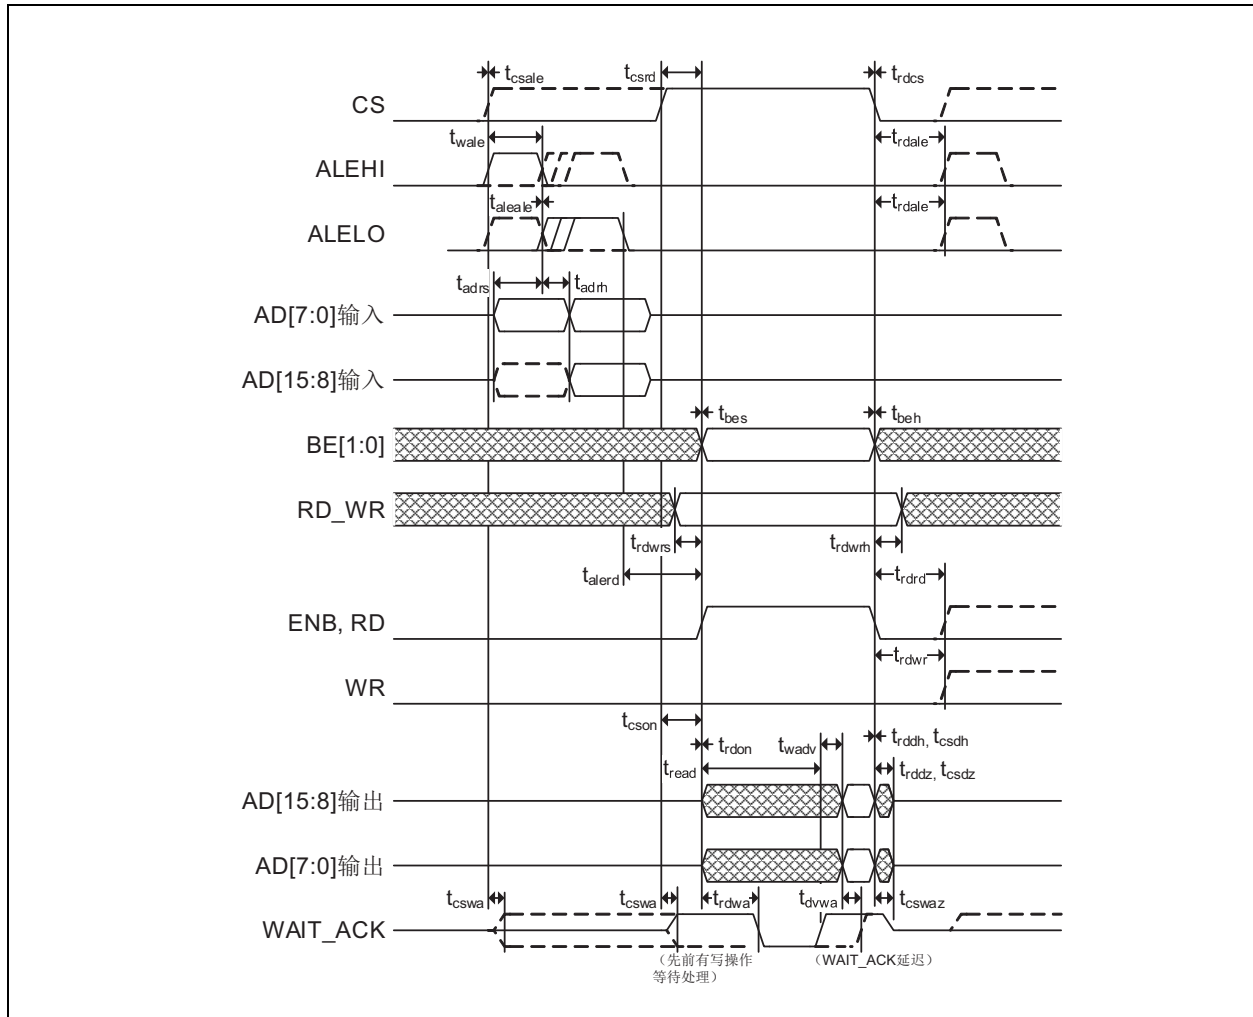 tcsale
tcsrd
trdcs
CS
twale
trdale
ALEHI
taleale
trdale
ALELO
tadrs
tadrh
AD[7:0]输入
AD[15:8]输入
tbes
tbeh
BE[1:0]
RD_WR
trdwrs
trdwrh
talerd
trdrd
ENB, RD
trdwr
WR
tcson
trdon
twadv
trddh, tcsdh
tread
trddz, tcsdz
AD[15:8]输出
AD[7:0]输出
tcswa
tcswa
trdwa
tdvwa
tcswaz
WAIT_ACK
（先前有写操作
等待处理）
（WAIT_ACK延迟）